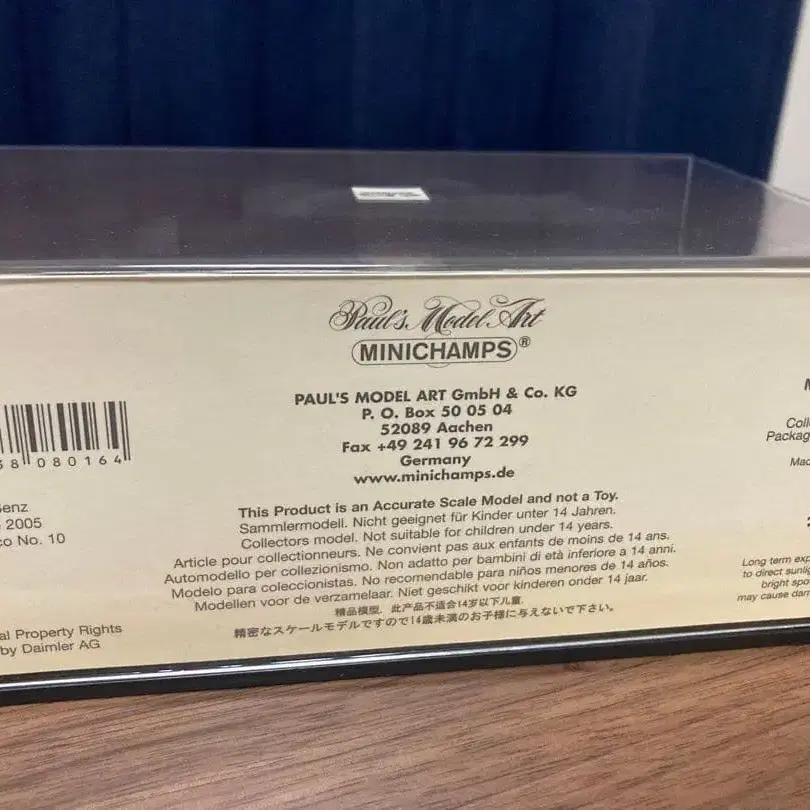 Paul's Model Art
MINICHAMPS®
PAUL'S MODEL ART GmbH & Co. KG
P. O. Box 50 05 04
52089 Aachen
Fax +49 241 96 72 299
Germany
www.minichamps.de
This Product is an Accurate Scale Model and not a Toy.
Sammlermodell. Nicht geeignet für Kinder unter 14 Jahren.
Collectors model. Not suitable for children under 14 years.
Article pour collectionneurs. Ne convient pas aux enfants de moins de 14 ans.
Automodello per collezionismo. Non adatto per bambini di età inferiore a 14 anni.
Modelo para coleccionistas. No recomendable para niños menores de 14 años.
Modellen voor de verzamelaar. Niet geschikt voor kinderen onder 14 jaar.
精品模型. 此产品不适合14岁以下儿童.
精密なスケールモデルですので14歳未満のお子様に与えないで下さい。
8 080164
Benz
2005
co No. 10
al Property Rights
by Daimler AG
Coll
Packag
Mad
Long term exp
to direct sunlig
bright spo
may cause dam